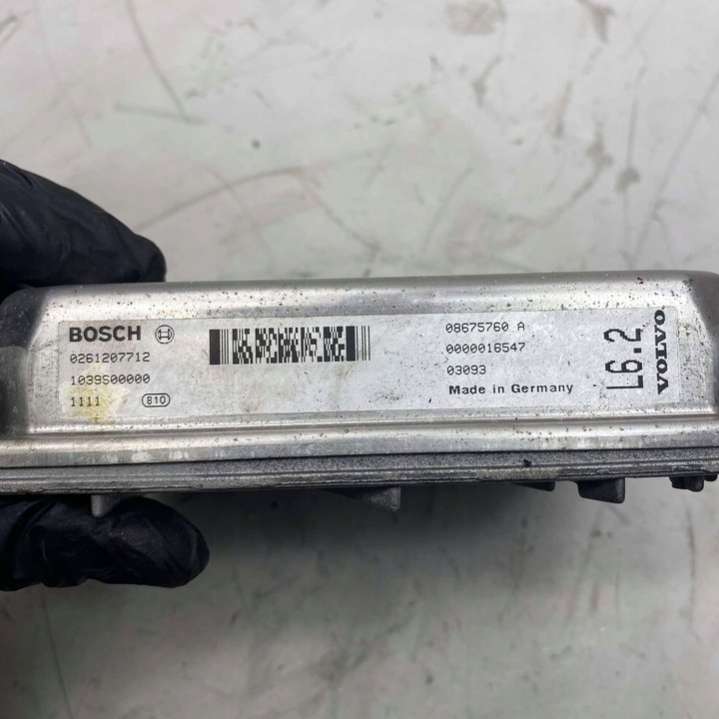 BOSCH
0261207712
1039S00000
1111 810
08675760 A
0000016547
03093
Made in Germany
L6.2
VOLVO